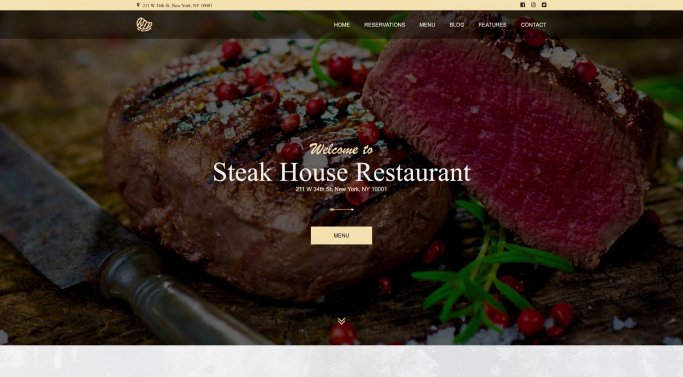 211 W 34th St, New York, NY 10001
HOME RESERVATIONS MENU BLOG FEATURES CONTACT
Welcome to
Steak House Restaurant
211 W 34th St, New York, NY 10001
MENU